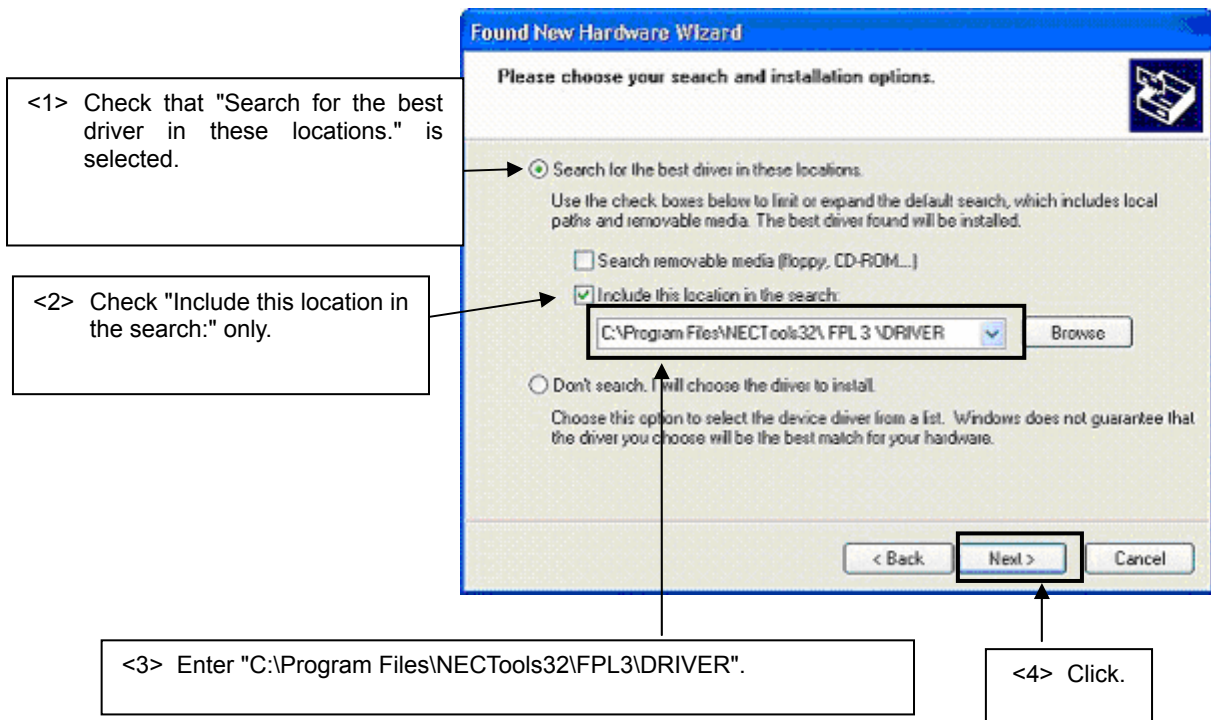 Found New Hardware Wizard
Please choose your search and installation options.
<1> Check that "Search for the best
driver in these locations." is
selected.
Search for the best driver in these locations.
Use the check boxes below to limit or expand the default search, which includes local
paths and removable media. The best driver found will be installed.
Search removable media (floppy, CD-ROM...)
<2> Check "Include this location in
the search:" only.
Include this location in the search:
C:\Program Files\NECTools32\ FPL 3 \DRIVER
Browse
Don't search. I will choose the driver to install.
Choose this option to select the device driver from a list. Windows does not guarantee that
the driver you choose will be the best match for your hardware.
< Back
Next >
Cancel
<3> Enter "C:\Program Files\NECTools32\FPL3\DRIVER".
<4> Click.